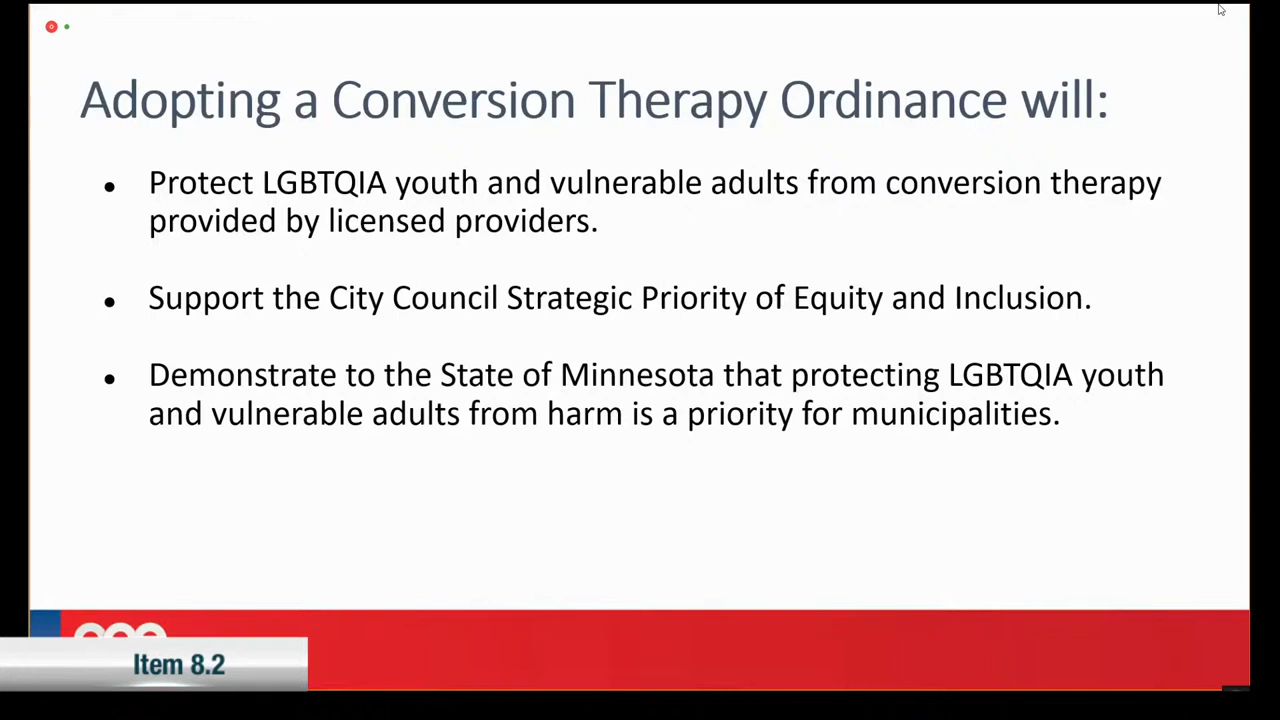 Adopting a Conversion Therapy Ordinance will:
• Protect LGBTQIA youth and vulnerable adults from conversion therapy
provided by licensed providers.
• Support the City Council Strategic Priority of Equity and Inclusion.
• Demonstrate to the State of Minnesota that protecting LGBTQIA youth
and vulnerable adults from harm is a priority for municipalities.
Item 8.2